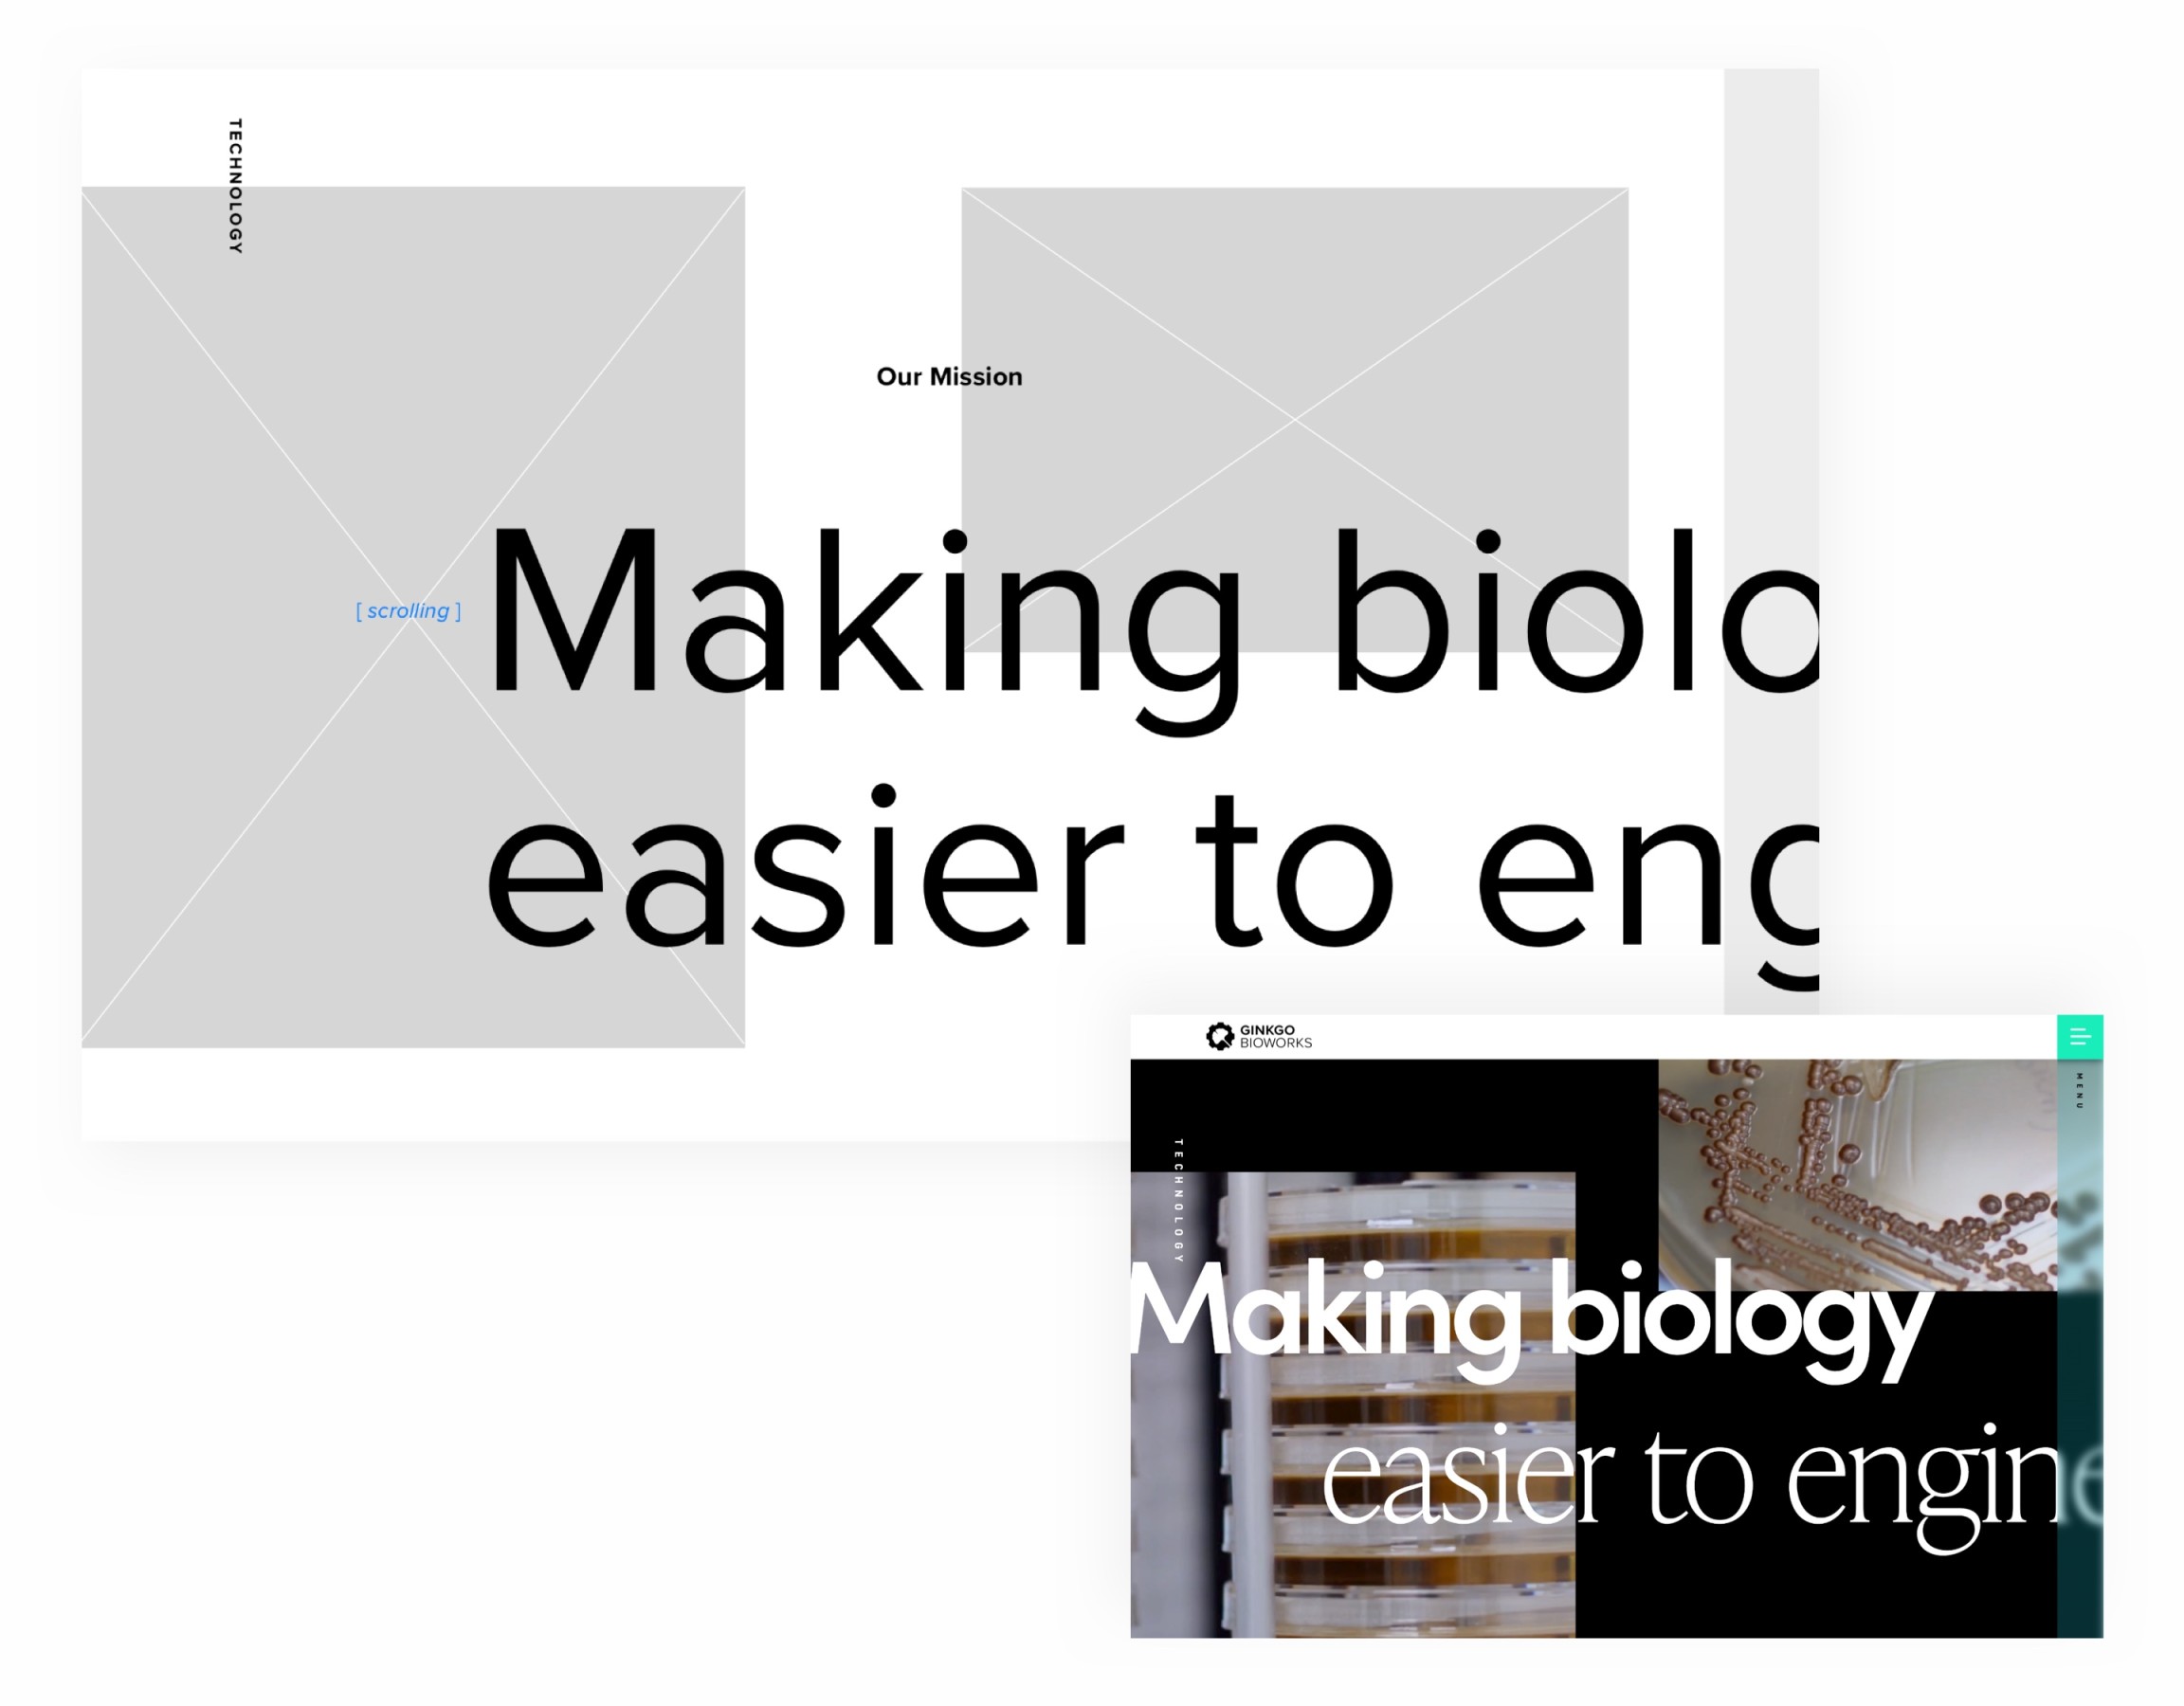 TECHNOLOGY
Our Mission
[ scrolling ]
Making biolo
easier to eng
GINKGO
BIOWORKS
MENU
TECHNOLOGY
Making biology
easier to engine